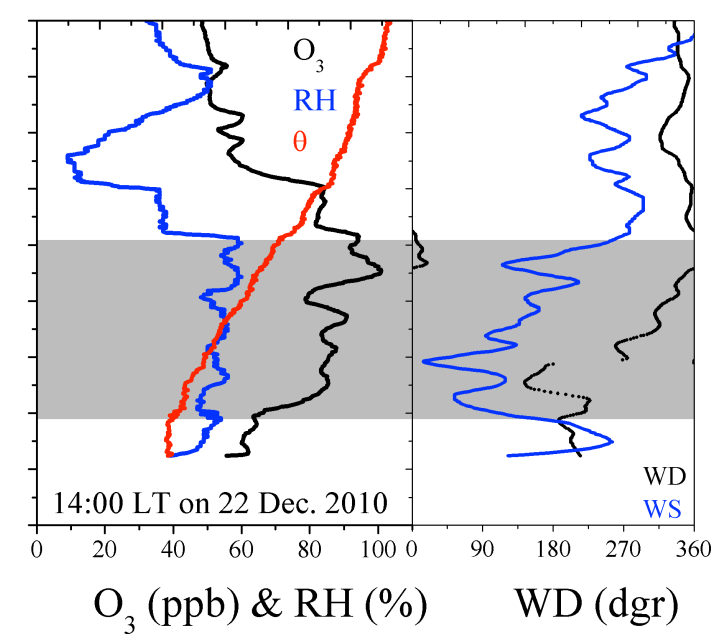 O3
RH
θ
WD
WS
14:00 LT on 22 Dec. 2010
0 20 40 60 80 100 0 90 180 270 360
O3 (ppb) & RH (%) WD (dgr)